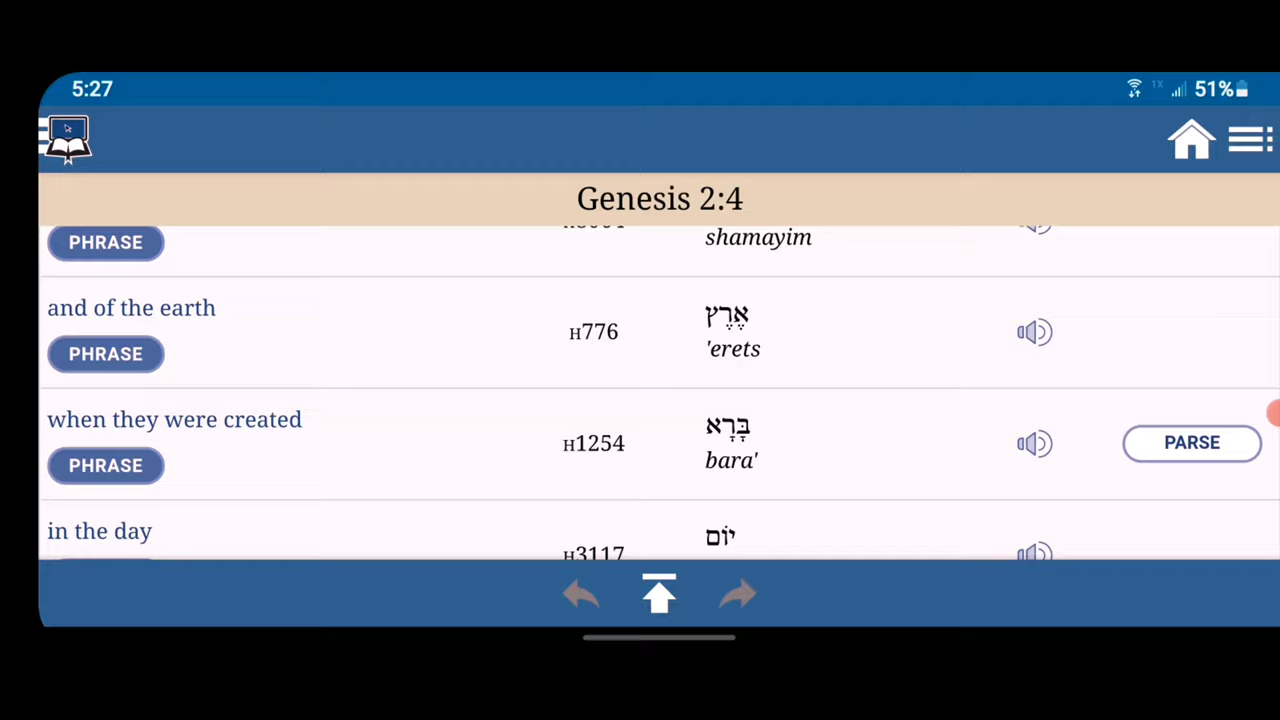 5:27
1X 51%
Genesis 2:4
PHRASE
shamayim
and of the earth
H776
אֶרֶץ
'erets
PHRASE
when they were created
H1254
בָּרָא
bara'
PARSE
PHRASE
in the day
H3117
יוֹם